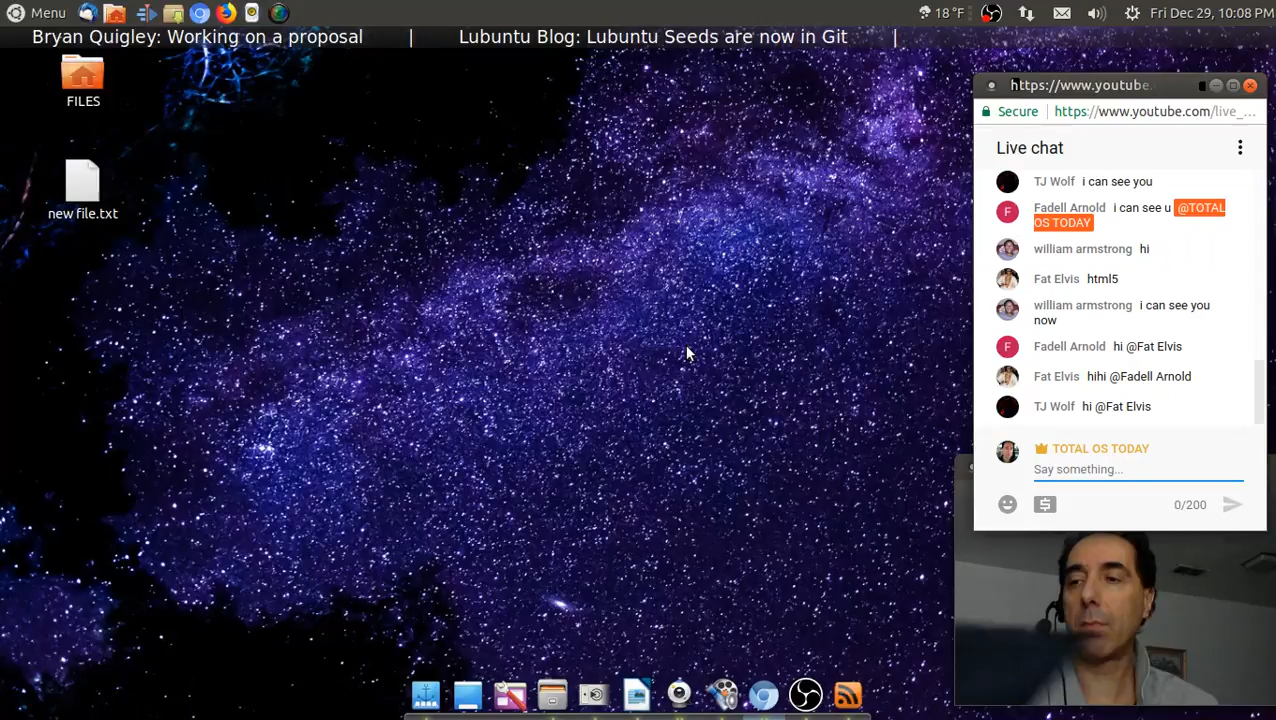 Menu 18 °F Fri Dec 29, 10:08 PM
Bryan Quigley: Working on a proposal | Lubuntu Blog: Lubuntu Seeds are now in Git |
FILES
new file.txt
https://www.youtube.
Secure https://www.youtube.com/live_...
Live chat
TJ Wolf i can see you
F Fadell Arnold i can see u @TOTAL
OS TODAY
william armstrong hi
Fat Elvis html5
william armstrong i can see you
now
F Fadell Arnold hi @Fat Elvis
Fat Elvis hihi @Fadell Arnold
TJ Wolf hi @Fat Elvis
TOTAL OS TODAY
Say something...
0/200